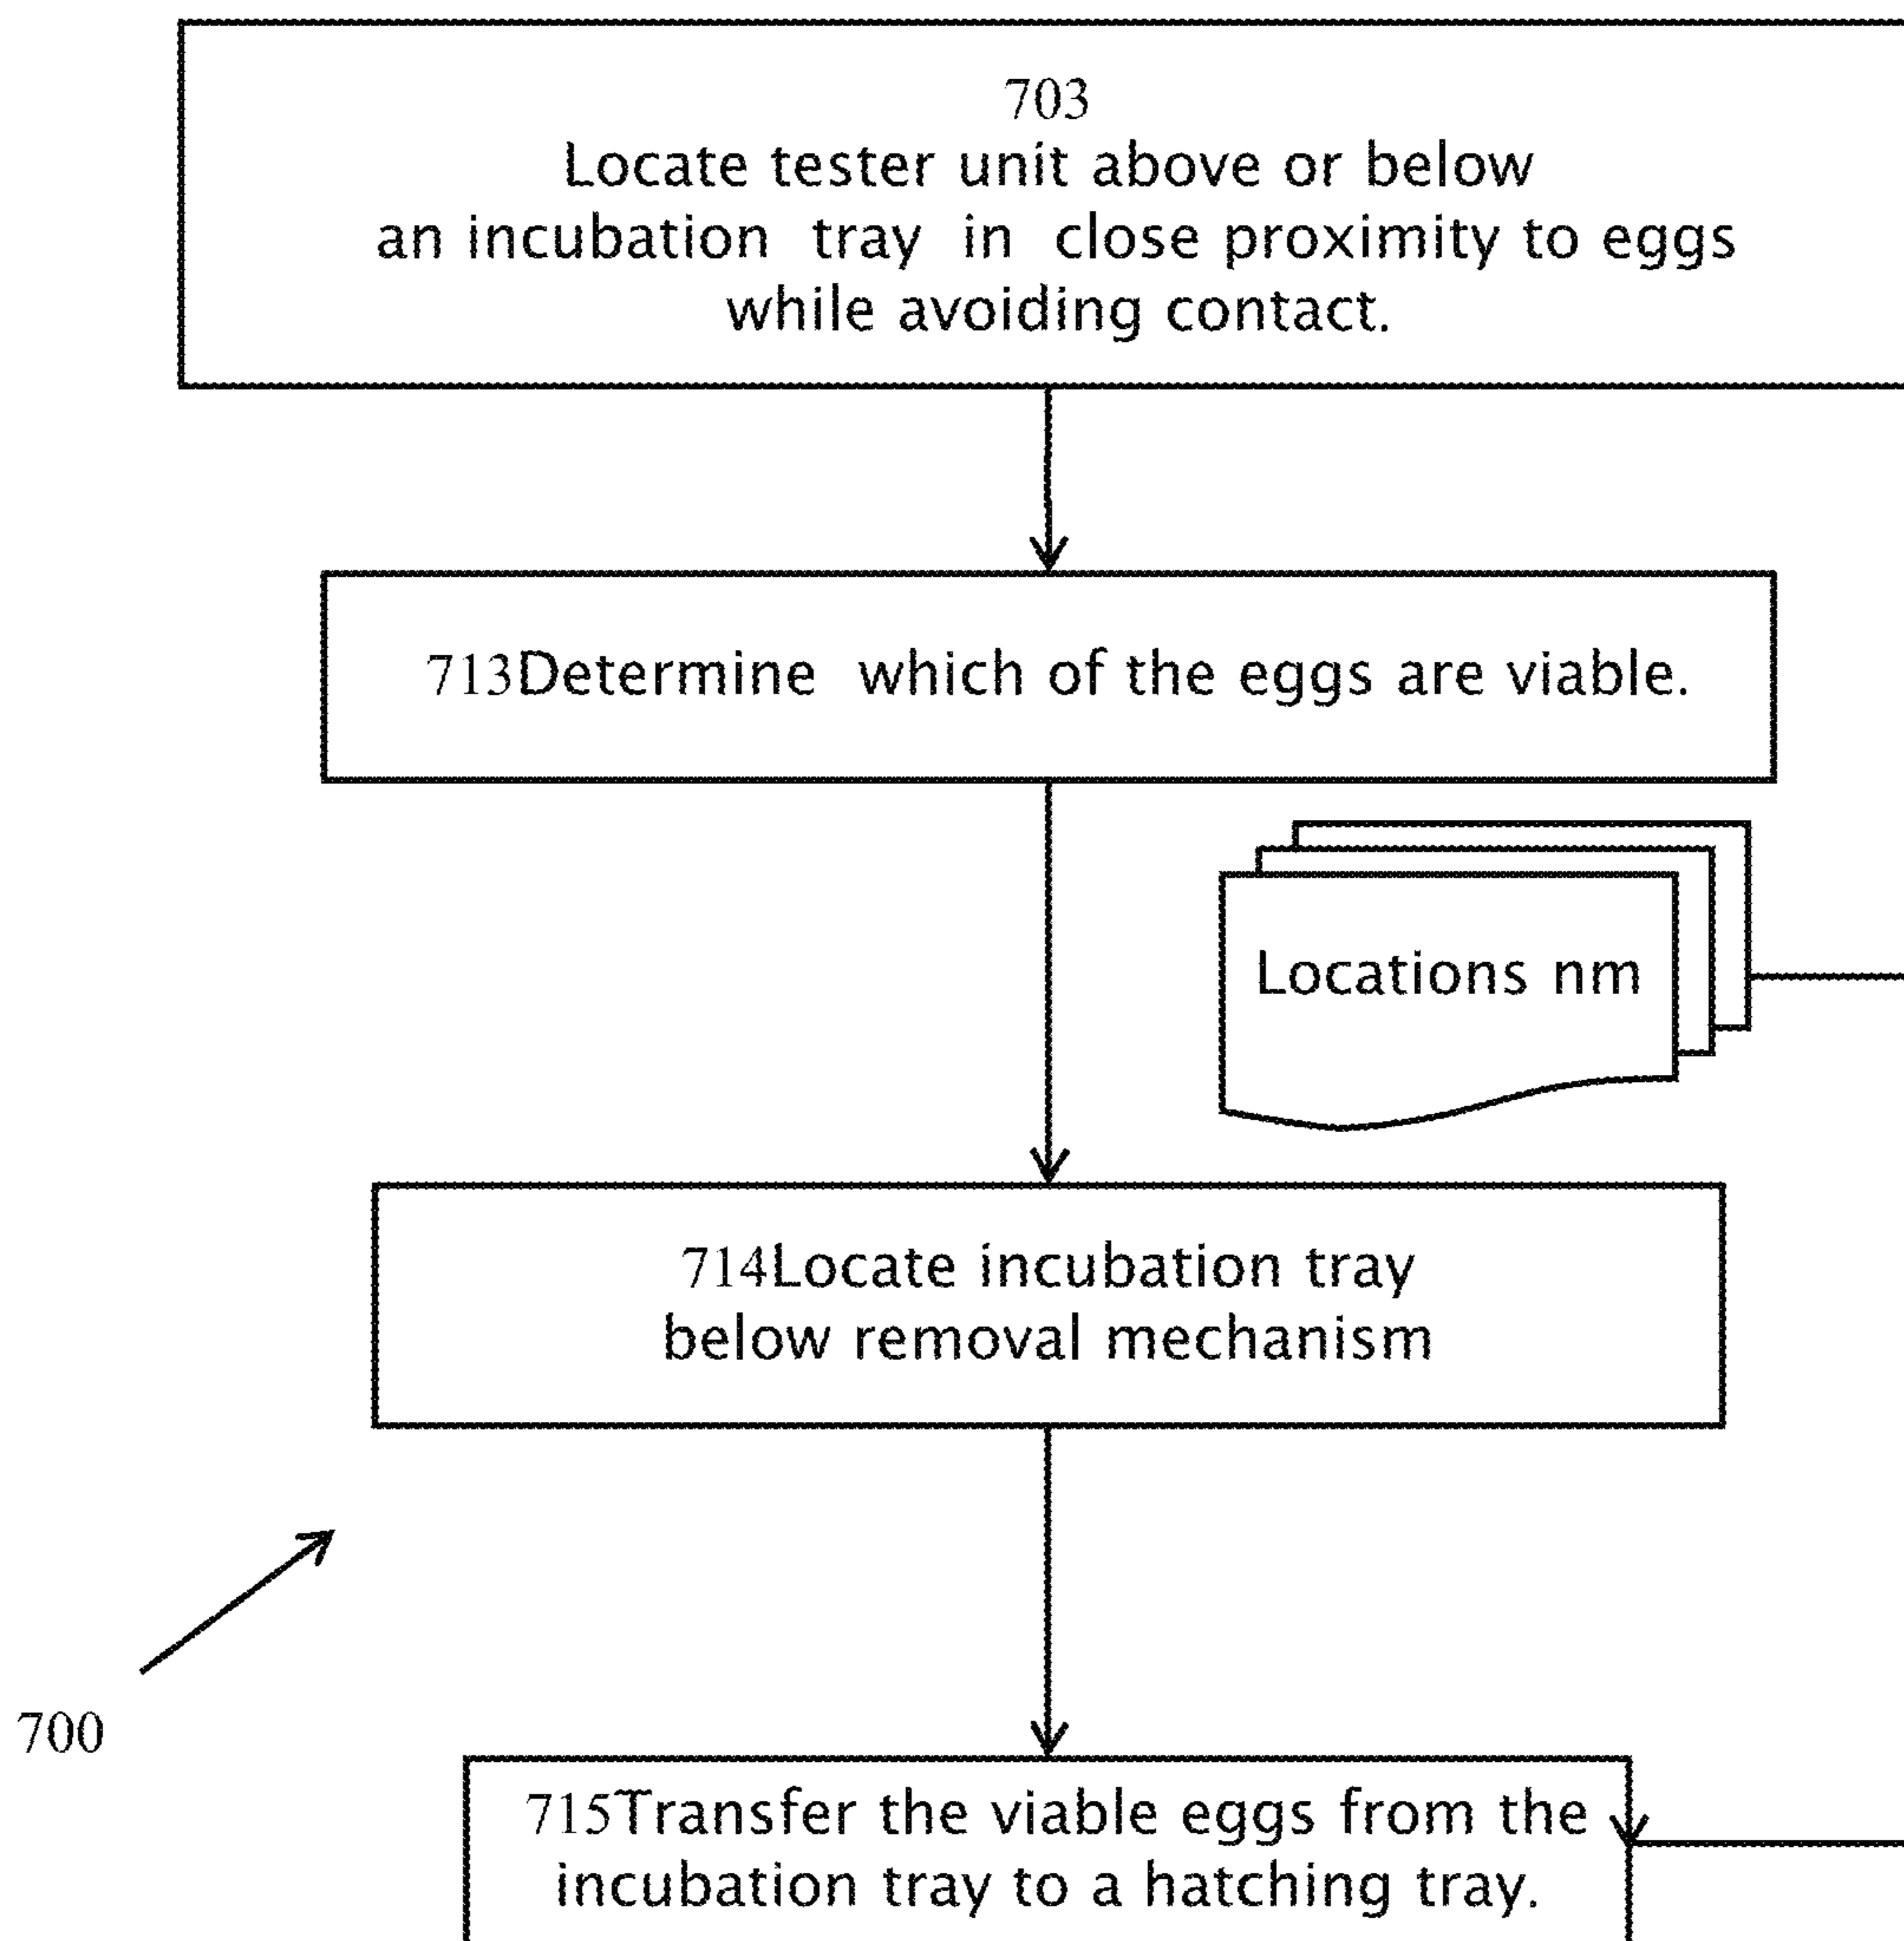 703
Locate tester unit above or below
an incubation tray in close proximity to eggs
while avoiding contact.
713Determine which of the eggs are viable.
Locations nm
714Locate incubation tray
below removal mechanism
700
715Transfer the viable eggs from the
incubation tray to a hatching tray.